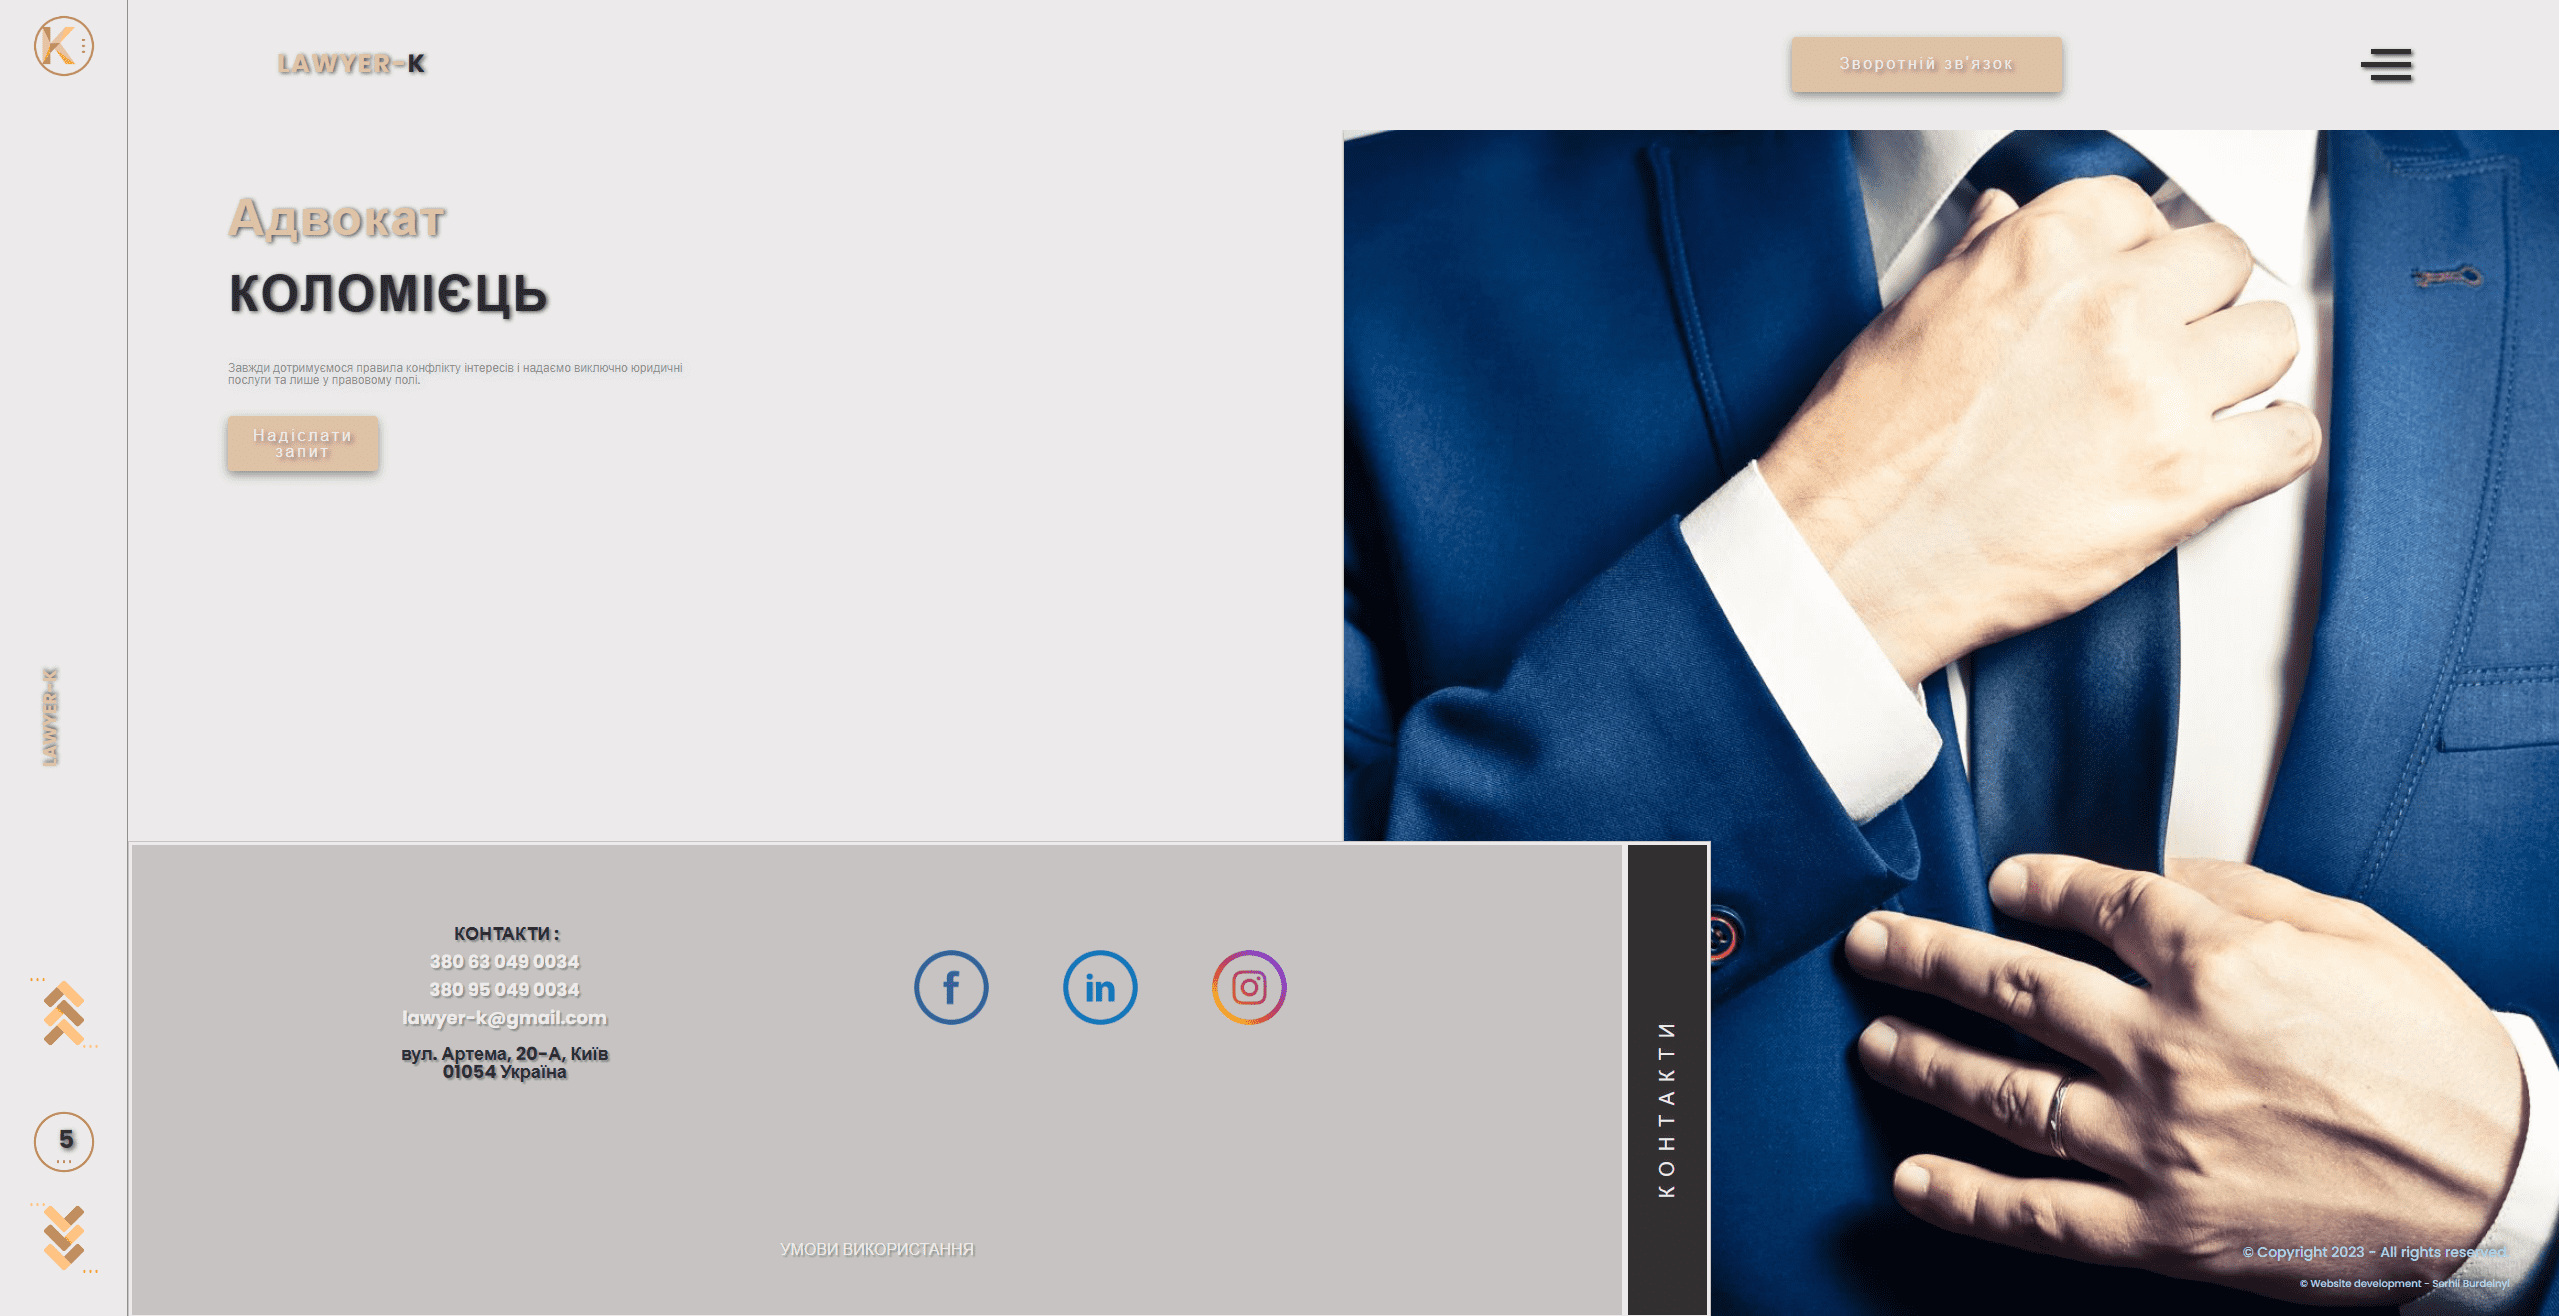 K
LAWYER-K
Зворотній зв'язок
Адвокат
КОЛОМІЄЦЬ
Завжди дотримуємося правила конфлікту інтересів і надаємо виключно юридичні
послуги та лише у правовому полі.
Надіслати
запит
LAWYER-K
КОНТАКТИ :
380 63 049 0034
380 95 049 0034
lawyer-k@gmail.com
вул. Артема, 20-А, Київ
01054 Україна
f
in
КОНТАКТИ
5
УМОВИ ВИКОРИСТАННЯ
© Copyright 2023 - All rights reserved.
© Website development - Serhii Burdeinyi.